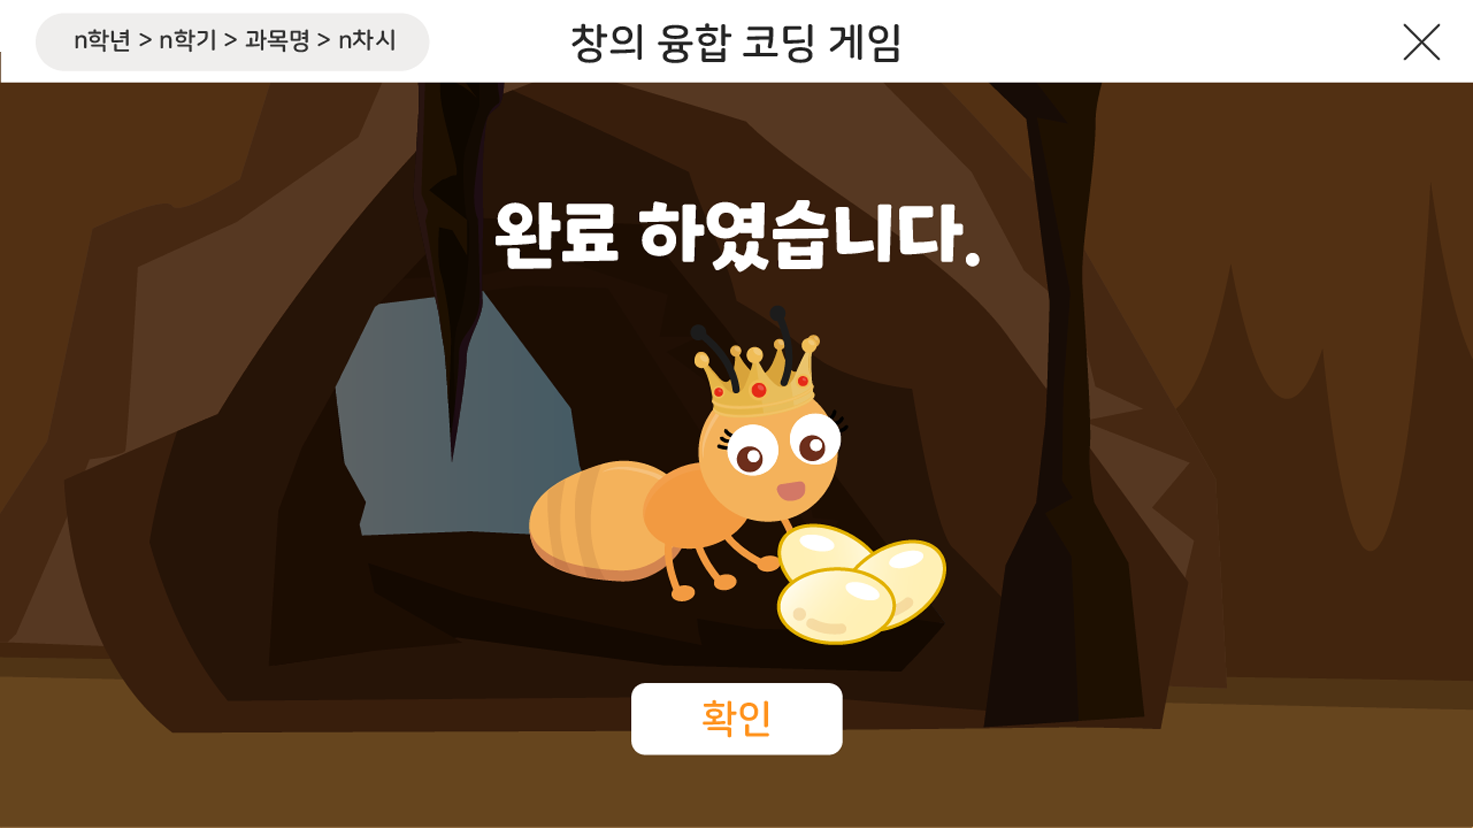 n학년 > n학기 > 과목명 > n차시
창의 융합 코딩 게임
완료 하였습니다.
확인